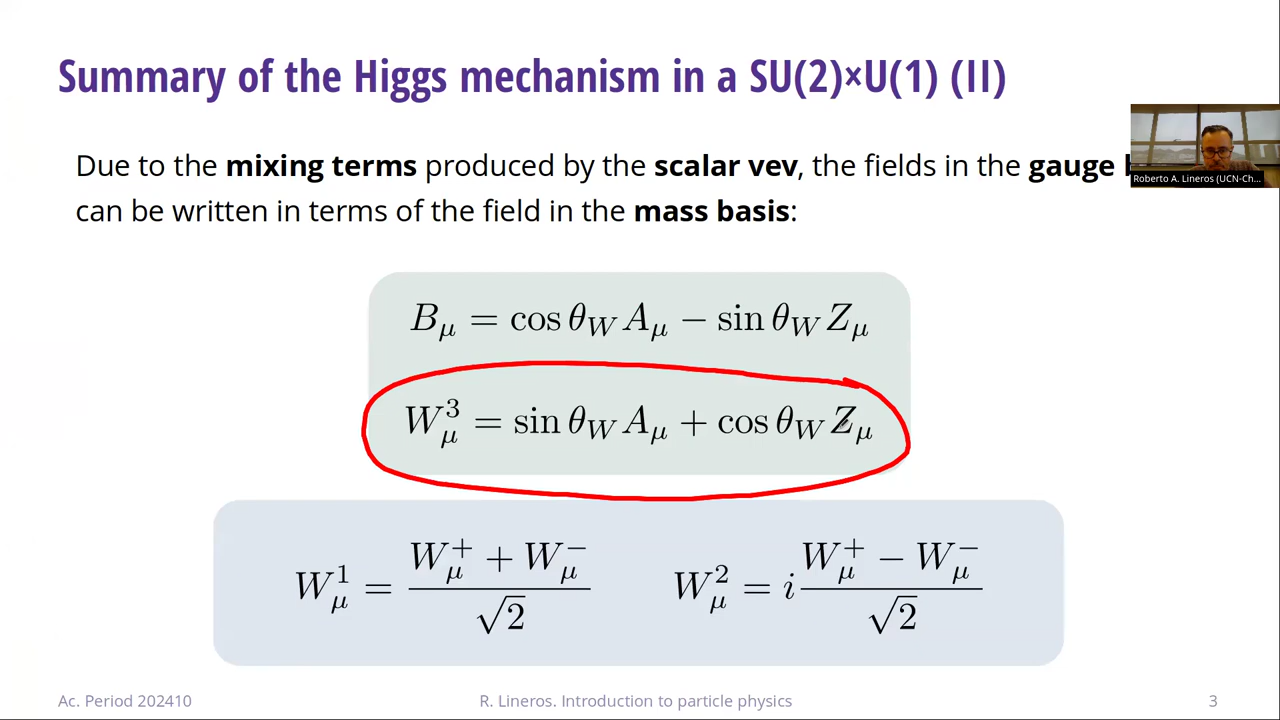 Summary of the Higgs mechanism in a SU(2)×U(1) (II)
Due to the mixing terms produced by the scalar vev, the fields in the gauge
Roberto A. Lineros (UCN-Ch...
can be written in terms of the field in the mass basis:
B_μ = cos θ_W A_μ − sin θ_W Z_μ
W^3_μ = sin θ_W A_μ + cos θ_W Z_μ
W^1_μ = (W^+_μ + W^-_μ)/√2 W^2_μ = i (W^+_μ − W^-_μ)/√2
Ac. Period 202410 R. Lineros. Introduction to particle physics 3